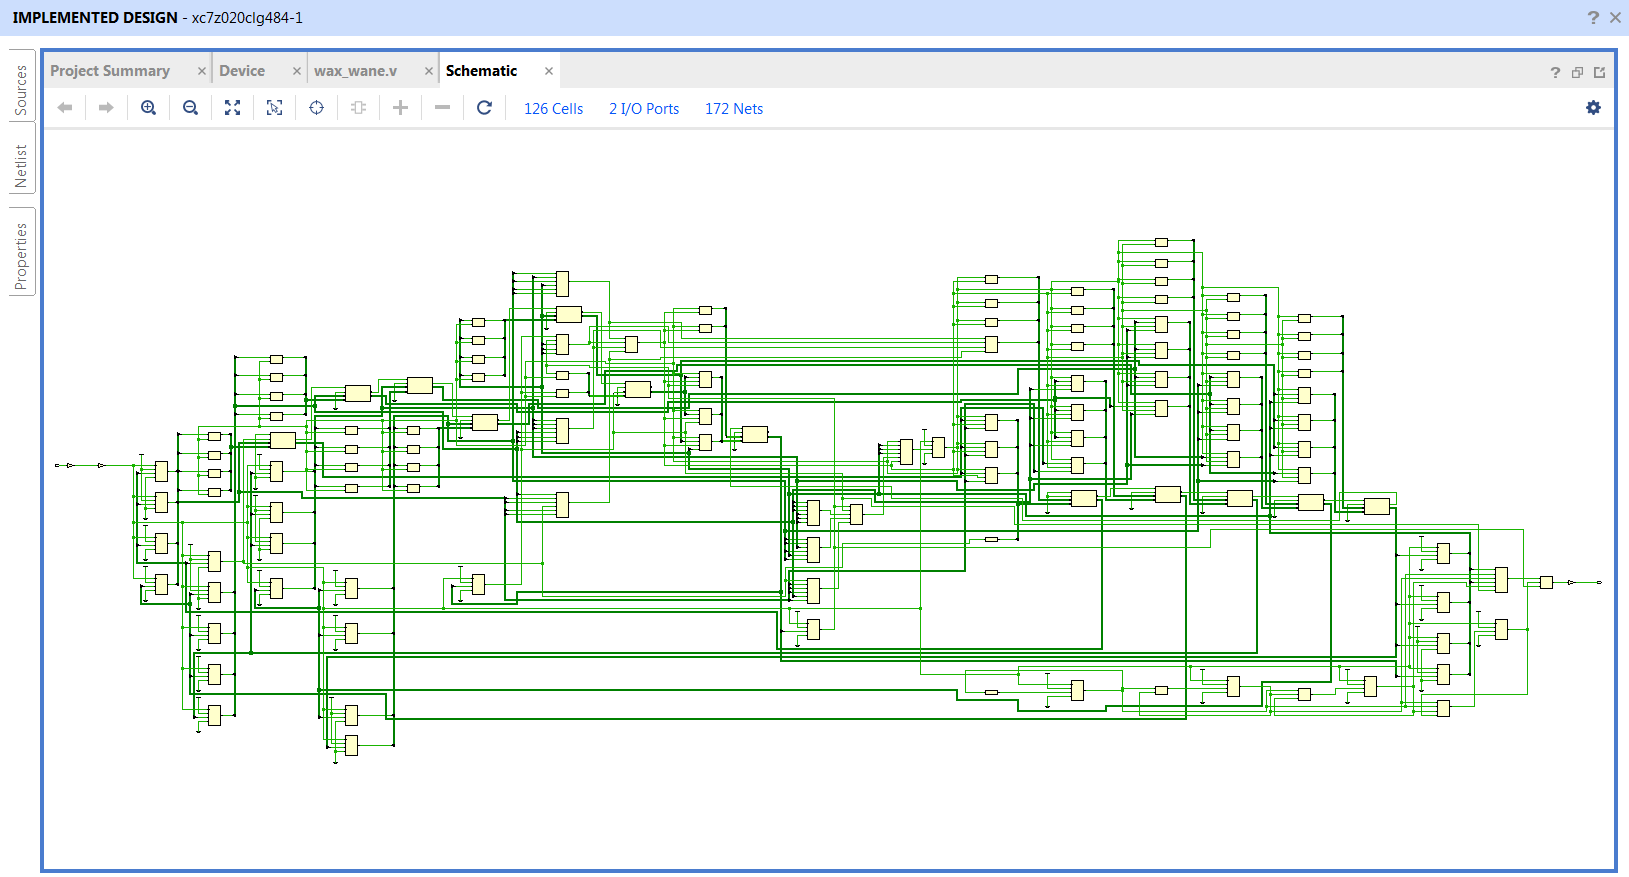 IMPLEMENTED DESIGN - xc7z020clg484-1
Sources
Netlist
Properties
Project Summary
Device
wax_wane.v
Schematic
126 Cells
2 I/O Ports
172 Nets